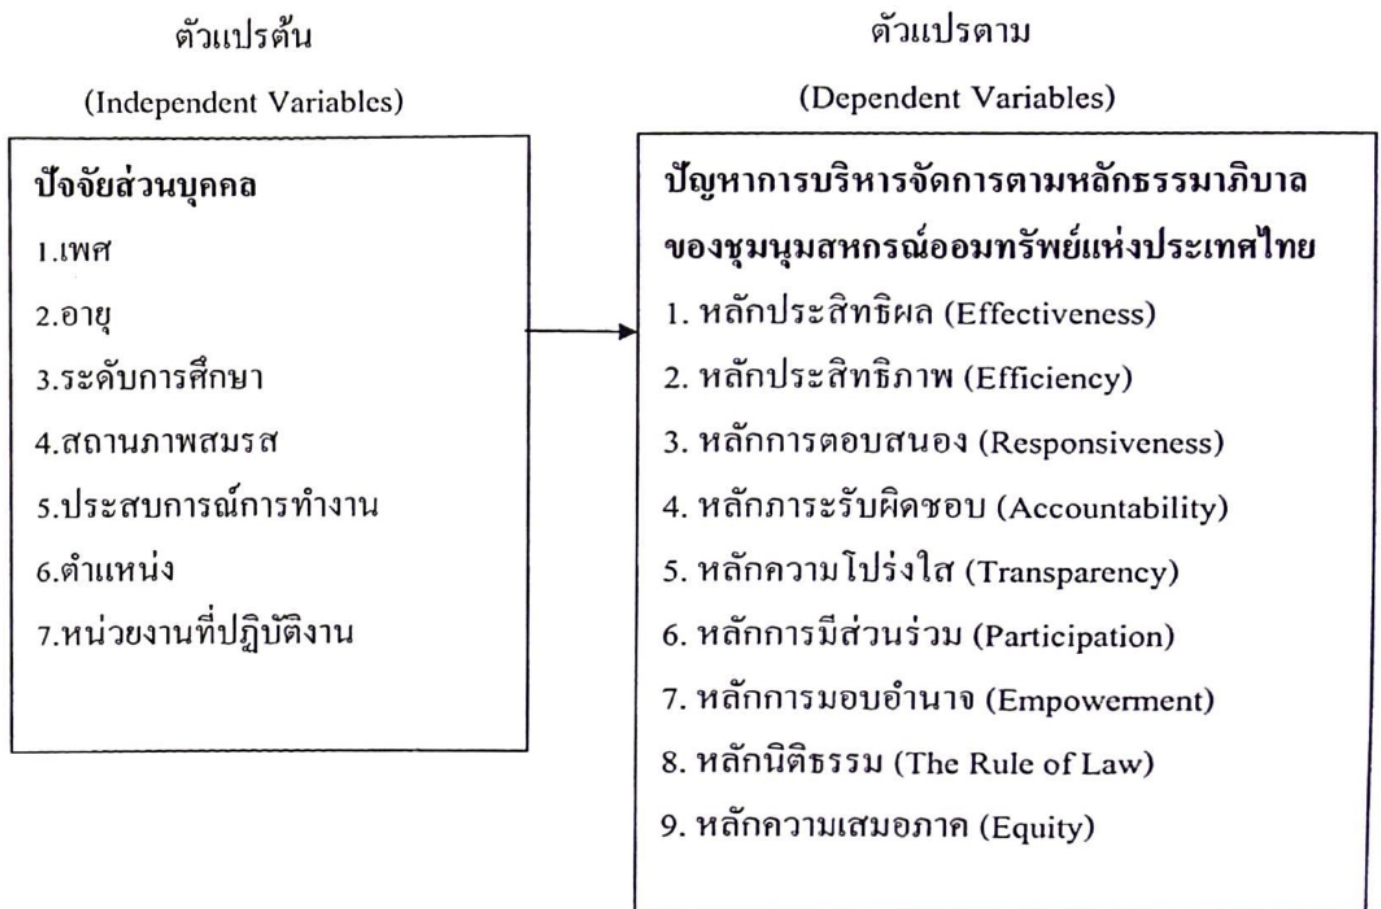 ตัวแปรต้น
(Independent Variables)
ปัจจัยส่วนบุคคล
1.เพศ
2.อายุ
3.ระดับการศึกษา
4.สถานภาพสมรส
5.ประสบการณ์การทำงาน
6.ตำแหน่ง
7.หน่วยงานที่ปฏิบัติงาน
ตัวแปรตาม
(Dependent Variables)
ปัญหาการบริหารจัดการตามหลักธรรมาภิบาล
ของชุมนุมสหกรณ์ออมทรัพย์แห่งประเทศไทย
1. หลักประสิทธิผล (Effectiveness)
2. หลักประสิทธิภาพ (Efficiency)
3. หลักการตอบสนอง (Responsiveness)
4. หลักภาระรับผิดชอบ (Accountability)
5. หลักความโปร่งใส (Transparency)
6. หลักการมีส่วนร่วม (Participation)
7. หลักการมอบอำนาจ (Empowerment)
8. หลักนิติธรรม (The Rule of Law)
9. หลักความเสมอภาค (Equity)